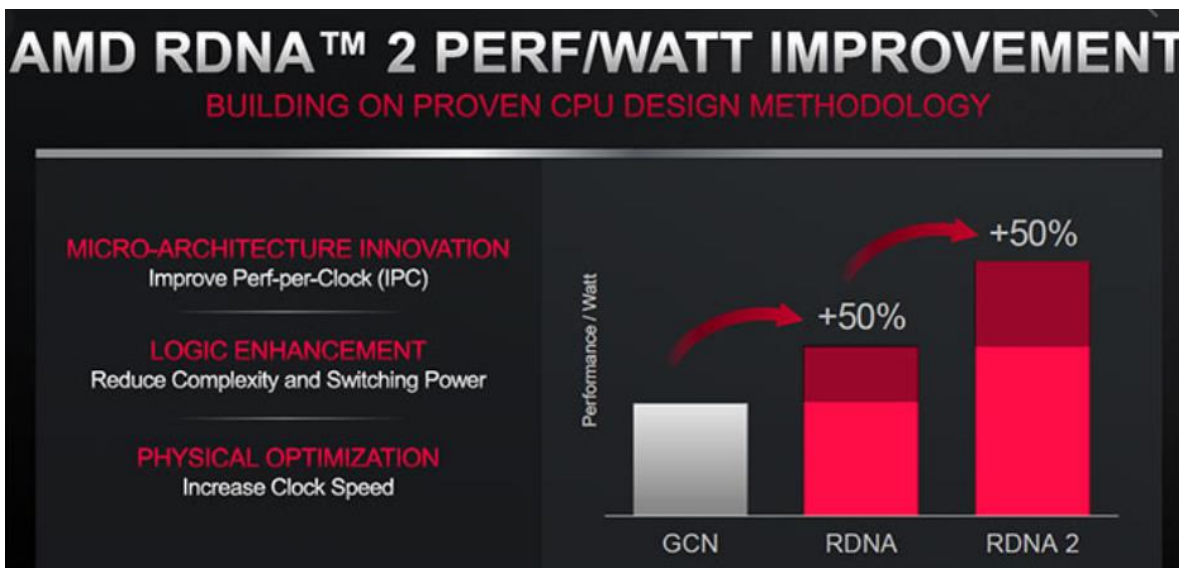 AMD RDNA™ 2 PERF/WATT IMPROVEMENT
BUILDING ON PROVEN CPU DESIGN METHODOLOGY
MICRO-ARCHITECTURE INNOVATION
Improve Perf-per-Clock (IPC)
LOGIC ENHANCEMENT
Reduce Complexity and Switching Power
PHYSICAL OPTIMIZATION
Increase Clock Speed
Performance / Watt
+50%
+50%
GCN
RDNA
RDNA 2